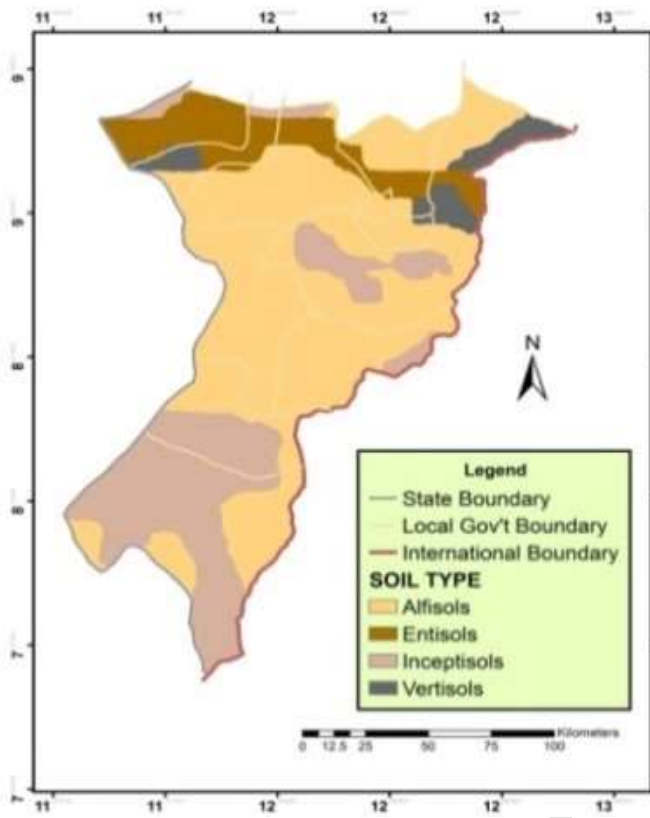 11 11 12 12 13
9
9
8
8
7
7
N
Legend
State Boundary
Local Gov't Boundary
International Boundary
SOIL TYPE
Alfisols
Entisols
Inceptisols
Vertisols
Kilometers
0 12.5 25 50 75 100
11 11 12 12 12 13